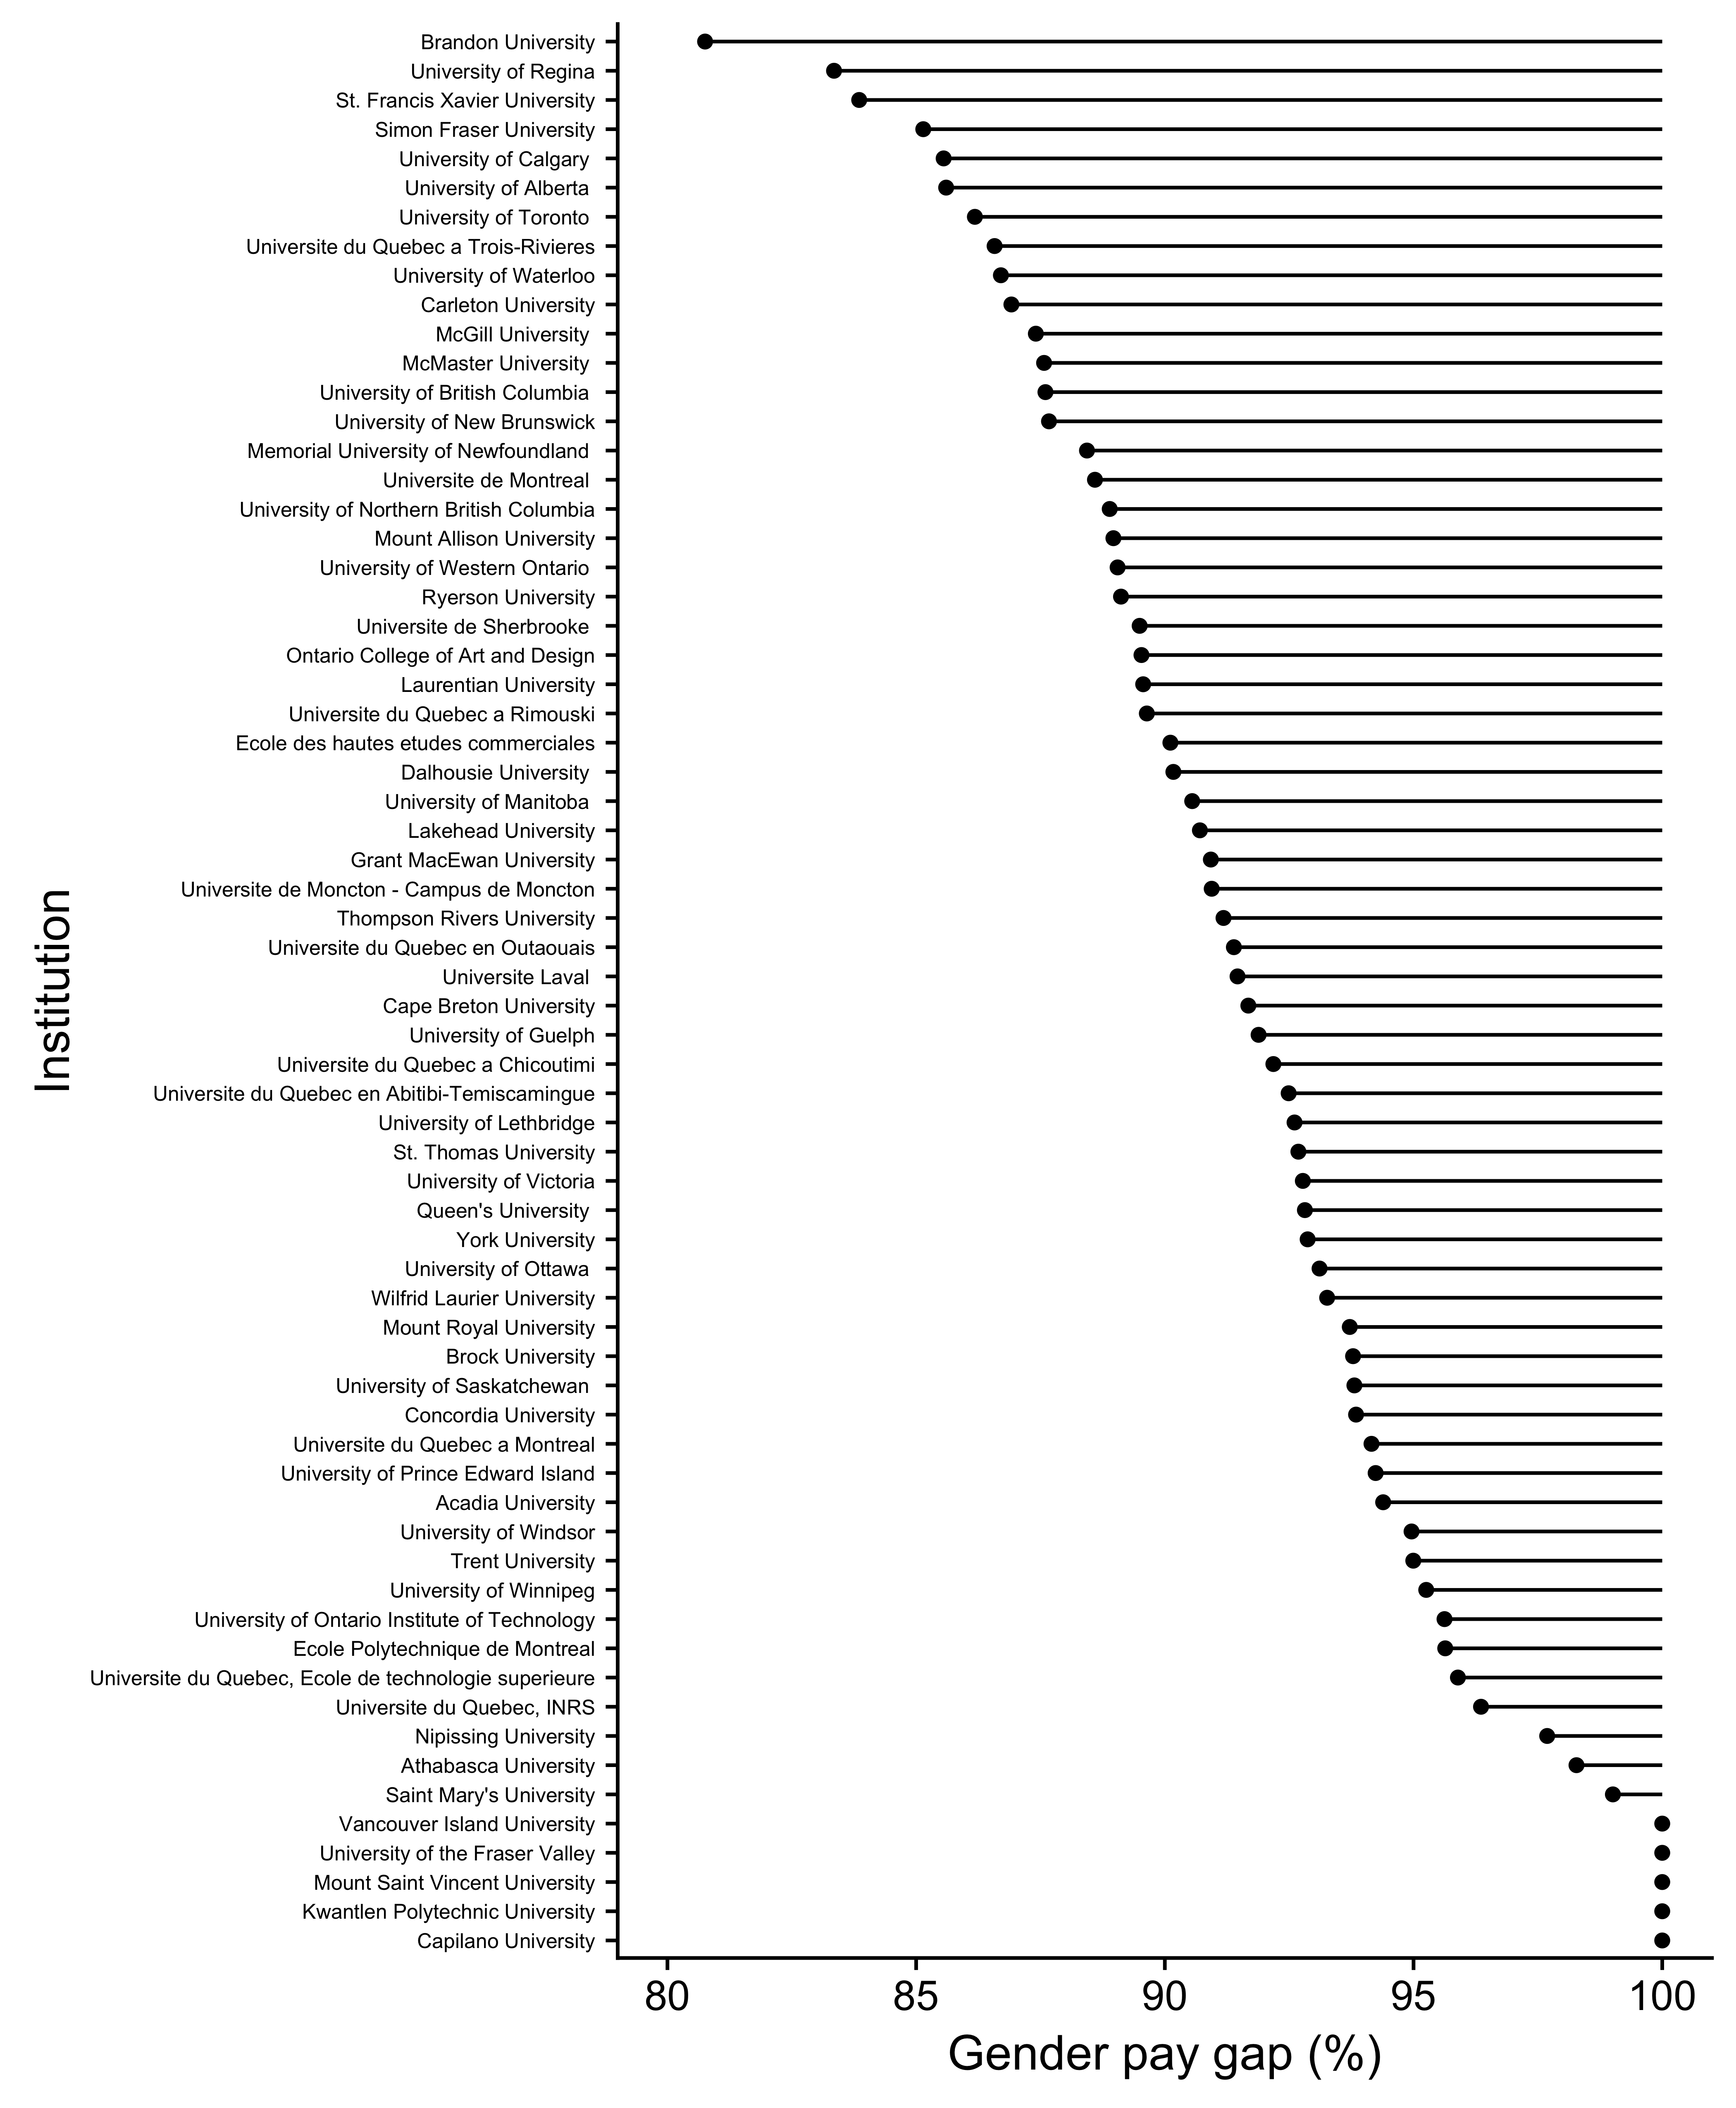 Brandon University
University of Regina
St. Francis Xavier University
Simon Fraser University
University of Calgary
University of Alberta
University of Toronto
Universite du Quebec a Trois-Rivieres
University of Waterloo
Carleton University
McGill University
McMaster University
University of British Columbia
University of New Brunswick
Memorial University of Newfoundland
Universite de Montreal
University of Northern British Columbia
Mount Allison University
University of Western Ontario
Ryerson University
Universite de Sherbrooke
Ontario College of Art and Design
Laurentian University
Universite du Quebec a Rimouski
Ecole des hautes etudes commerciales
Dalhousie University
University of Manitoba
Lakehead University
Grant MacEwan University
Universite de Moncton - Campus de Moncton
Thompson Rivers University
Universite du Quebec en Outaouais
Universite Laval
Cape Breton University
University of Guelph
Universite du Quebec a Chicoutimi
Universite du Quebec en Abitibi-Temiscamingue
University of Lethbridge
St. Thomas University
University of Victoria
Queen's University
York University
University of Ottawa
Wilfrid Laurier University
Mount Royal University
Brock University
University of Saskatchewan
Concordia University
Universite du Quebec a Montreal
University of Prince Edward Island
Acadia University
University of Windsor
Trent University
University of Winnipeg
University of Ontario Institute of Technology
Ecole Polytechnique de Montreal
Universite du Quebec, Ecole de technologie superieure
Universite du Quebec, INRS
Nipissing University
Athabasca University
Saint Mary's University
Vancouver Island University
University of the Fraser Valley
Mount Saint Vincent University
Kwantlen Polytechnic University
Capilano University
Institution
80 85 90 95 100
Gender pay gap (%)